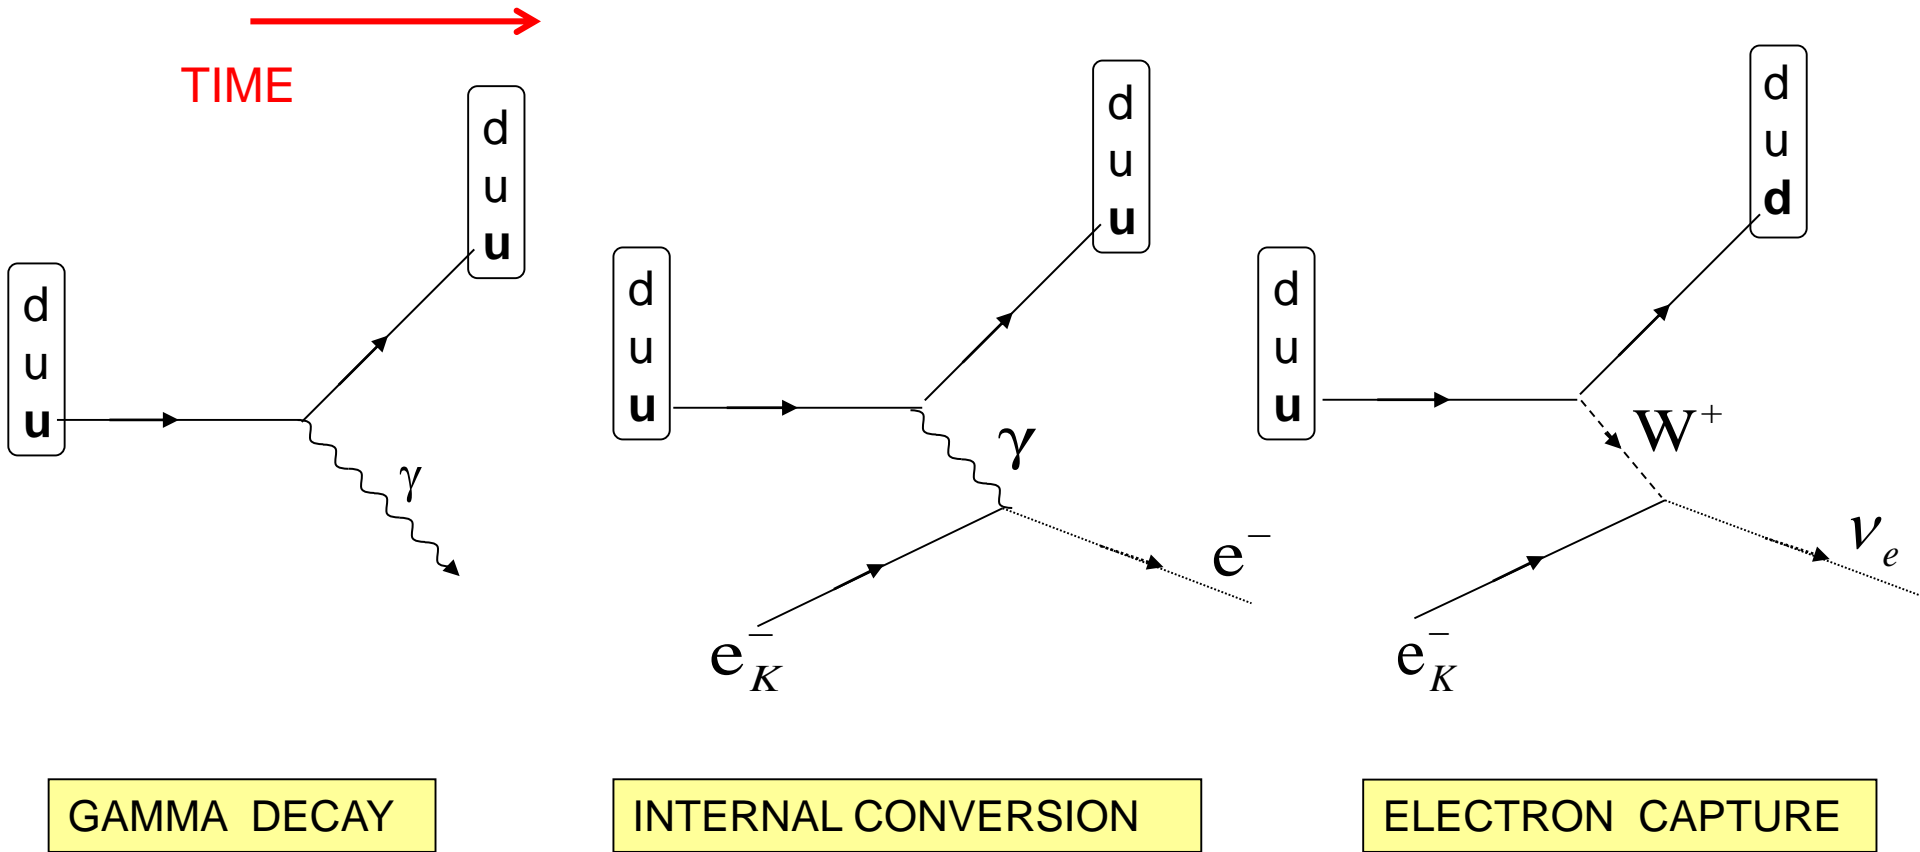 TIME
d
u
u
d
u
u
γ
GAMMA DECAY
d
u
u
d
u
u
γ
e⁻
e⁻K
INTERNAL CONVERSION
d
u
u
d
u
d
W⁺
νe
e⁻K
ELECTRON CAPTURE